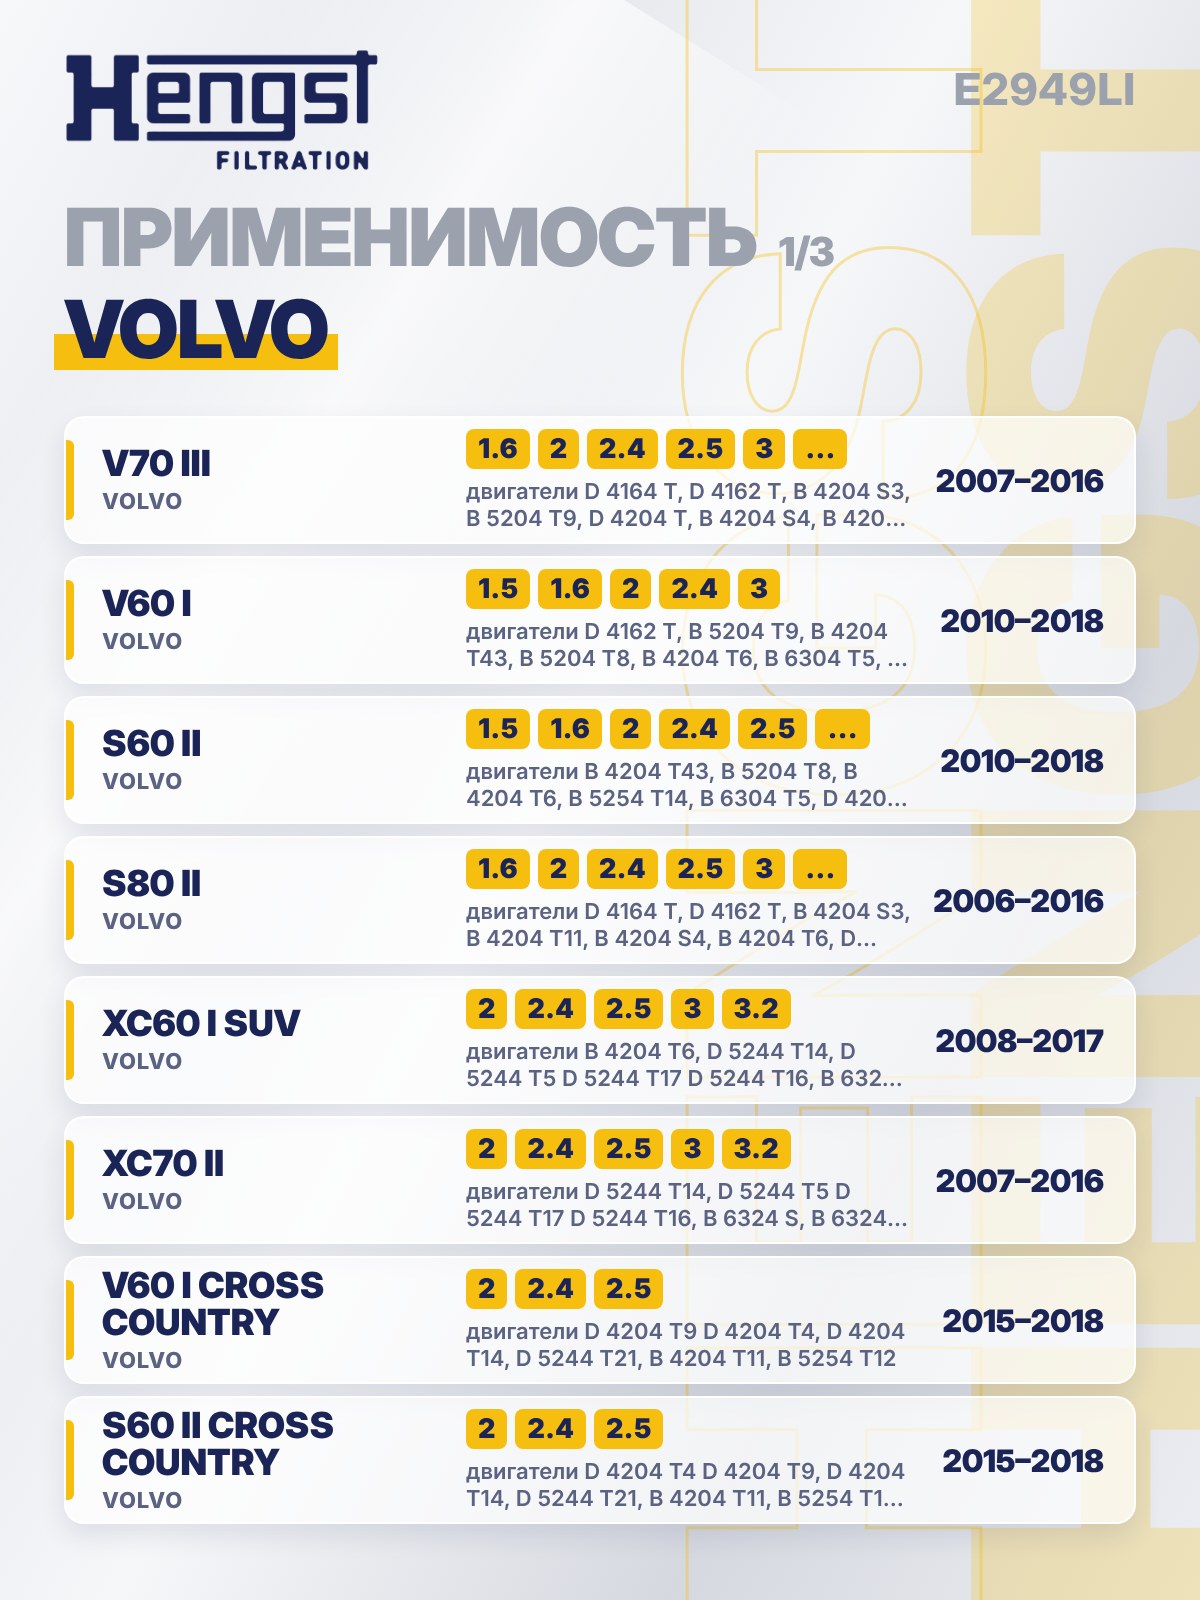 Hengst
FILTRATION
E2949LI
ПРИМЕНИМОСТЬ 1/3
VOLVO
V70 III
VOLVO
1.6 2 2.4 2.5 3 ...
двигатели D 4164 T, D 4162 T, B 4204 S3,
B 5204 T9, D 4204 T, B 4204 S4, B 420...
2007–2016
V60 I
VOLVO
1.5 1.6 2 2.4 3
двигатели D 4162 T, B 5204 T9, B 4204
T43, B 5204 T8, B 4204 T6, B 6304 T5, ...
2010–2018
S60 II
VOLVO
1.5 1.6 2 2.4 2.5 ...
двигатели B 4204 T43, B 5204 T8, B
4204 T6, B 5254 T14, B 6304 T5, D 420...
2010–2018
S80 II
VOLVO
1.6 2 2.4 2.5 3 ...
двигатели D 4164 T, D 4162 T, B 4204 S3,
B 4204 T11, B 4204 S4, B 4204 T6, D...
2006–2016
XC60 I SUV
VOLVO
2 2.4 2.5 3 3.2
двигатели B 4204 T6, D 5244 T14, D
5244 T5 D 5244 T17 D 5244 T16, B 632...
2008–2017
XC70 II
VOLVO
2 2.4 2.5 3 3.2
двигатели D 5244 T14, D 5244 T5 D
5244 T17 D 5244 T16, B 6324 S, B 6324...
2007–2016
V60 I CROSS
COUNTRY
VOLVO
2 2.4 2.5
двигатели D 4204 T9 D 4204 T4, D 4204
T14, D 5244 T21, B 4204 T11, B 5254 T12
2015–2018
S60 II CROSS
COUNTRY
VOLVO
2 2.4 2.5
двигатели D 4204 T4 D 4204 T9, D 4204
T14, D 5244 T21, B 4204 T11, B 5254 T1...
2015–2018
HENGST
HENGST